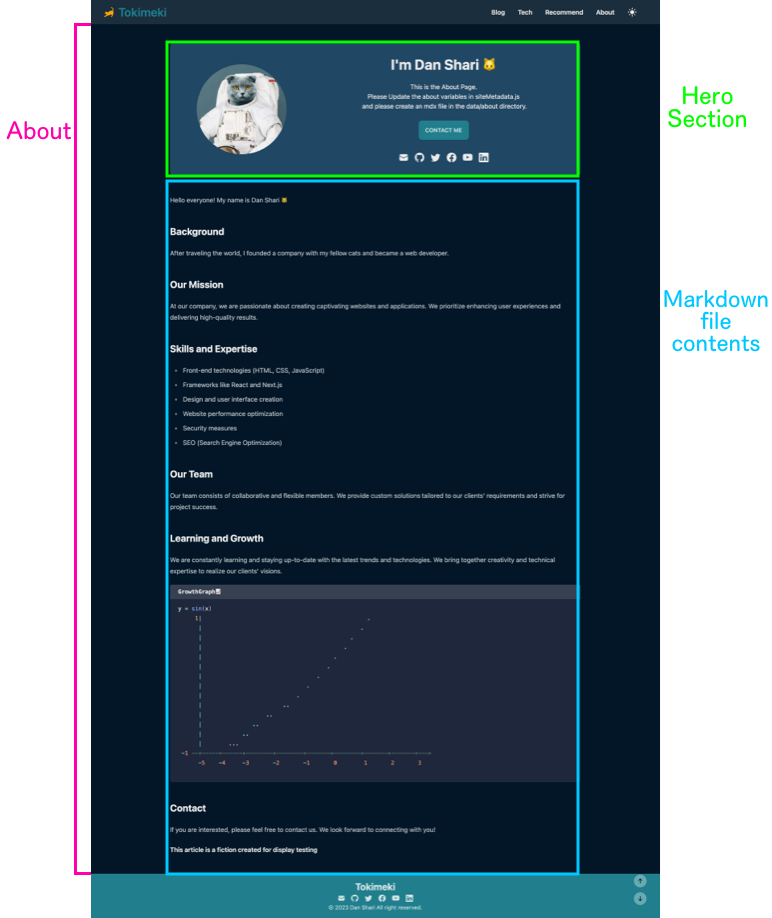 Tokimeki
Blog Tech Recommend About
About
Hero
Section
I'm Dan Shari 🐱
This is the About Page.
Please Update the about variables in siteMetadata.js
and please create an mdx file in the data/about directory.
CONTACT ME
Markdown
file
contents
Hello everyone! My name is Dan Shari 🐱
Background
After traveling the world, I founded a company with my fellow cats and became a web developer.
Our Mission
At our company, we are passionate about creating captivating websites and applications. We prioritize enhancing user experiences and
delivering high-quality results.
Skills and Expertise
• Front-end technologies (HTML, CSS, JavaScript)
• Frameworks like React and Next.js
• Design and user interface creation
• Website performance optimization
• Security measures
• SEO (Search Engine Optimization)
Our Team
Our team consists of collaborative and flexible members. We provide custom solutions tailored to our clients' requirements and strive for
project success.
Learning and Growth
We are constantly learning and staying up-to-date with the latest trends and technologies. We bring together creativity and technical
expertise to realize our clients' visions.
GrowthGraph
y = sin(x)
1|
-1
-5 -4 -3 -2 -1 0 1 2 3
Contact
If you are interested, please feel free to contact us. We look forward to connecting with you!
This article is a fiction created for display testing
Tokimeki
© 2023 Dan Shari All right reserved.